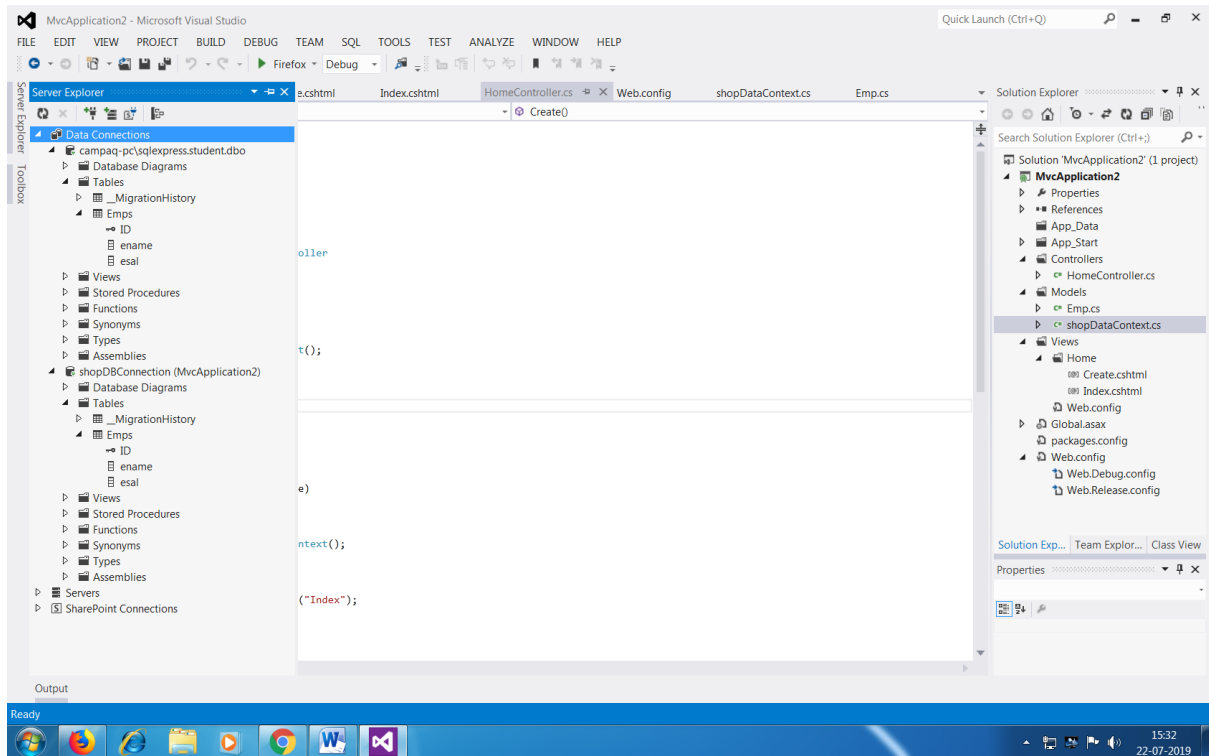 MvcApplication2 - Microsoft Visual Studio
Quick Launch (Ctrl+Q)
FILE EDIT VIEW PROJECT BUILD DEBUG TEAM SQL TOOLS TEST ANALYZE WINDOW HELP
Firefox Debug
Server Explorer
Toolbox
Server Explorer
e.cshtml Index.cshtml HomeController.cs Web.config shopDataContext.cs Emp.cs
Create()
Data Connections
campaq-pc\sqlexpress.student.dbo
Database Diagrams
Tables
__MigrationHistory
Emps
ID
ename
esal
Views
Stored Procedures
Functions
Synonyms
Types
Assemblies
shopDBConnection (MvcApplication2)
Database Diagrams
Tables
__MigrationHistory
Emps
ID
ename
esal
Views
Stored Procedures
Functions
Synonyms
Types
Assemblies
Servers
SharePoint Connections
oller
t();
e)
ntext();
("Index");
Solution Explorer
Search Solution Explorer (Ctrl+;)
Solution 'MvcApplication2' (1 project)
MvcApplication2
Properties
References
App_Data
App_Start
Controllers
HomeController.cs
Models
Emp.cs
shopDataContext.cs
Views
Home
Create.cshtml
Index.cshtml
Web.config
Global.asax
packages.config
Web.config
Web.Debug.config
Web.Release.config
Solution Exp... Team Explor... Class View
Properties
Output
Ready
15:32
22-07-2019